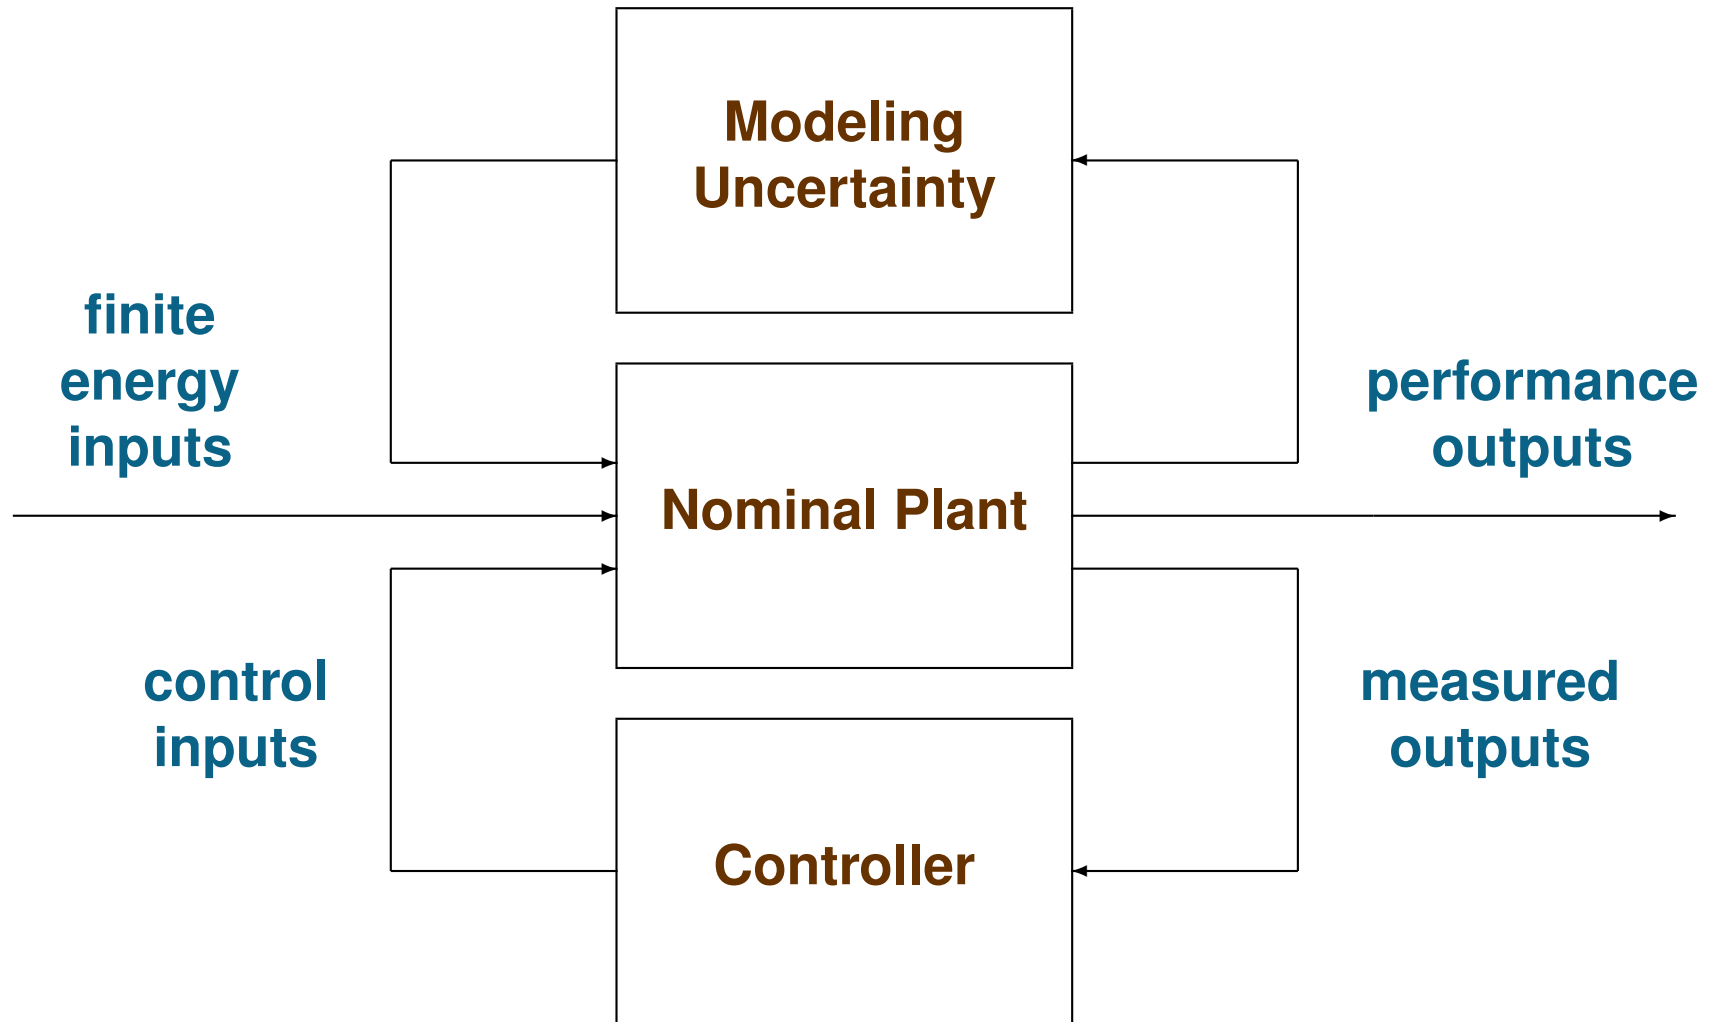 Modeling
Uncertainty
finite
energy
inputs
performance
outputs
Nominal Plant
control
inputs
measured
outputs
Controller